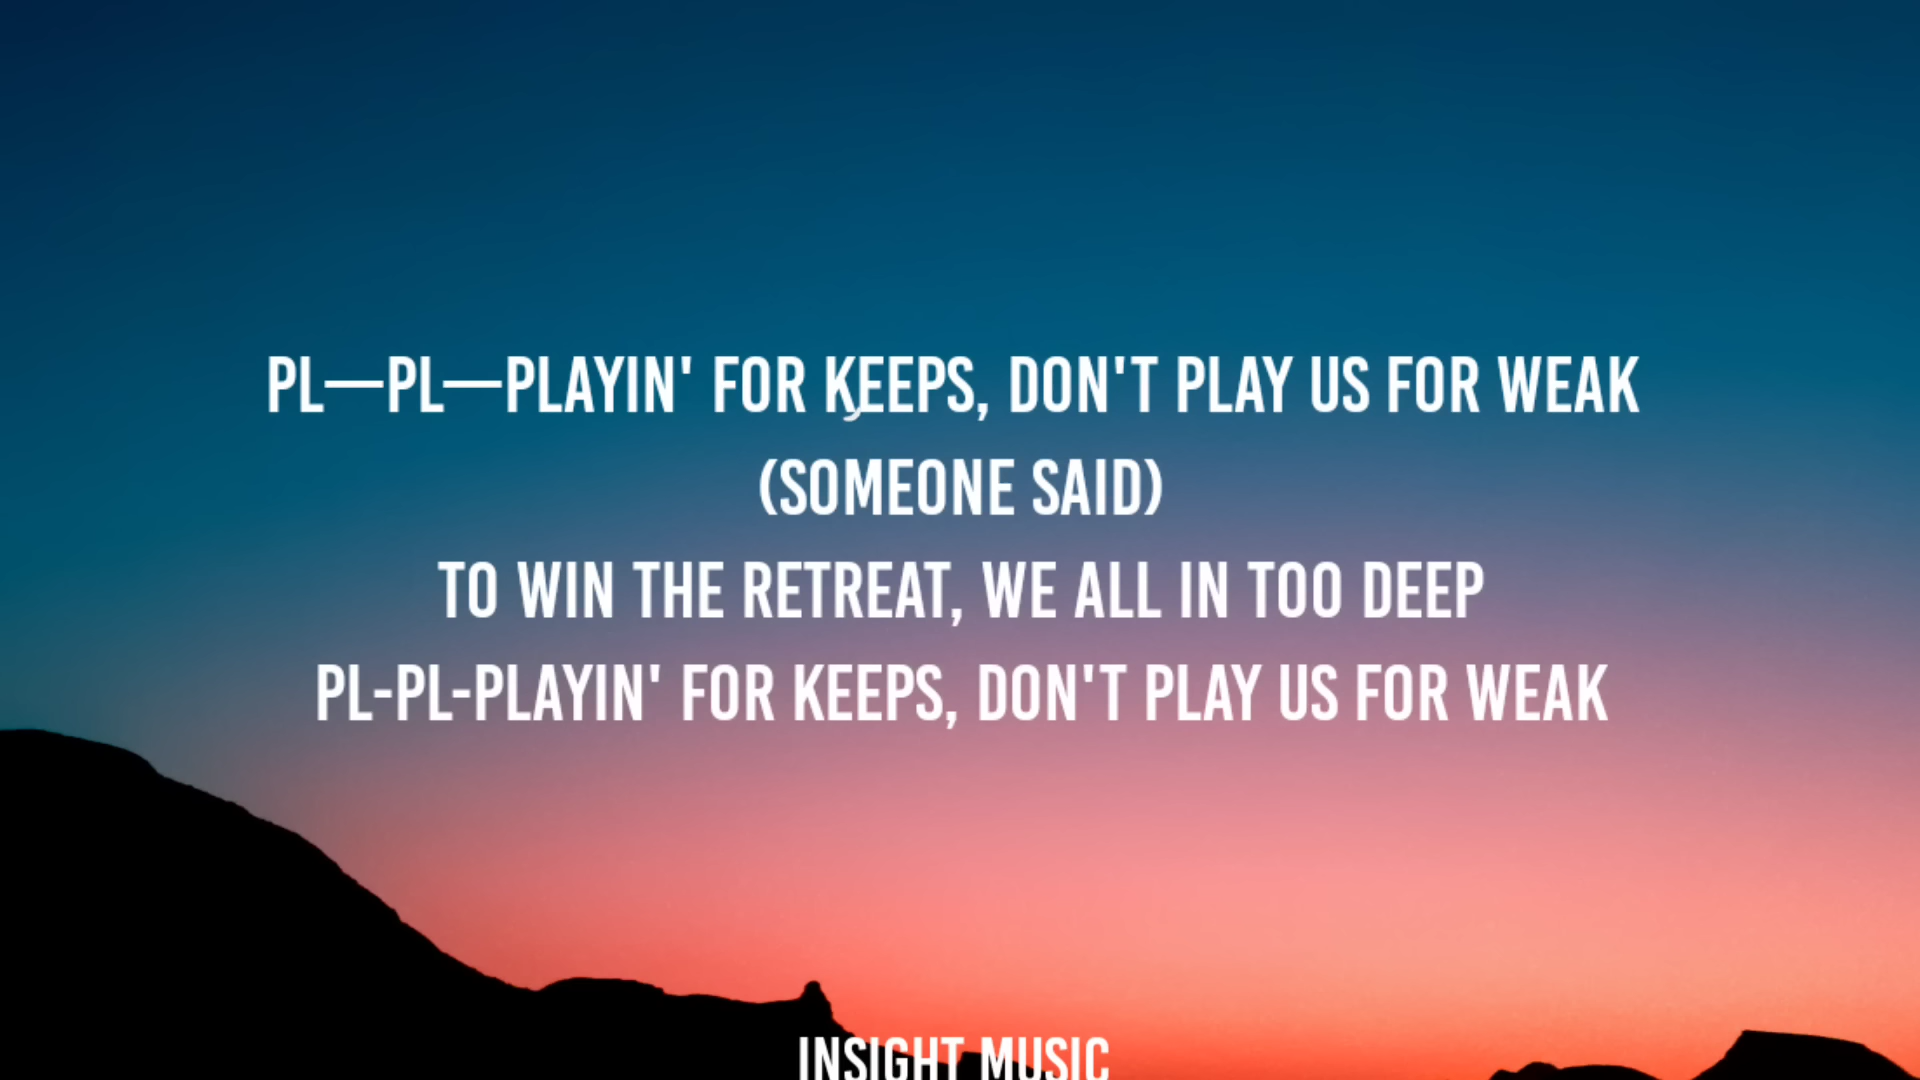 PL—PL—PLAYIN' FOR KEEPS, DON'T PLAY US FOR WEAK
(SOMEONE SAID)
TO WIN THE RETREAT, WE ALL IN TOO DEEP
PL-PL-PLAYIN' FOR KEEPS, DON'T PLAY US FOR WEAK
INSIGHT MUSIC